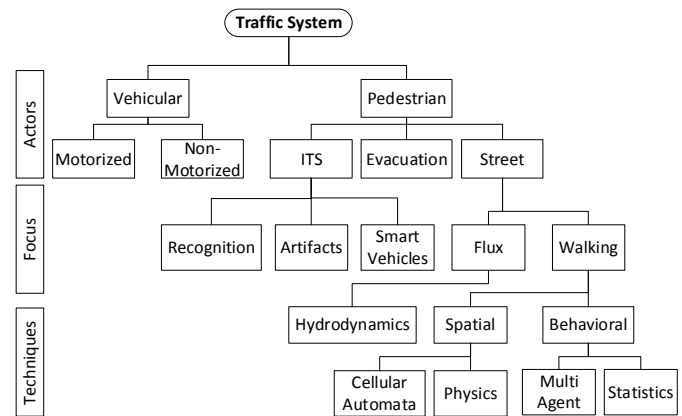 Traffic System
Actors
Vehicular
Pedestrian
Motorized
Non-
Motorized
ITS
Evacuation
Street
Focus
Recognition
Artifacts
Smart
Vehicles
Flux
Walking
Techniques
Hydrodynamics
Spatial
Behavioral
Cellular
Automata
Physics
Multi
Agent
Statistics